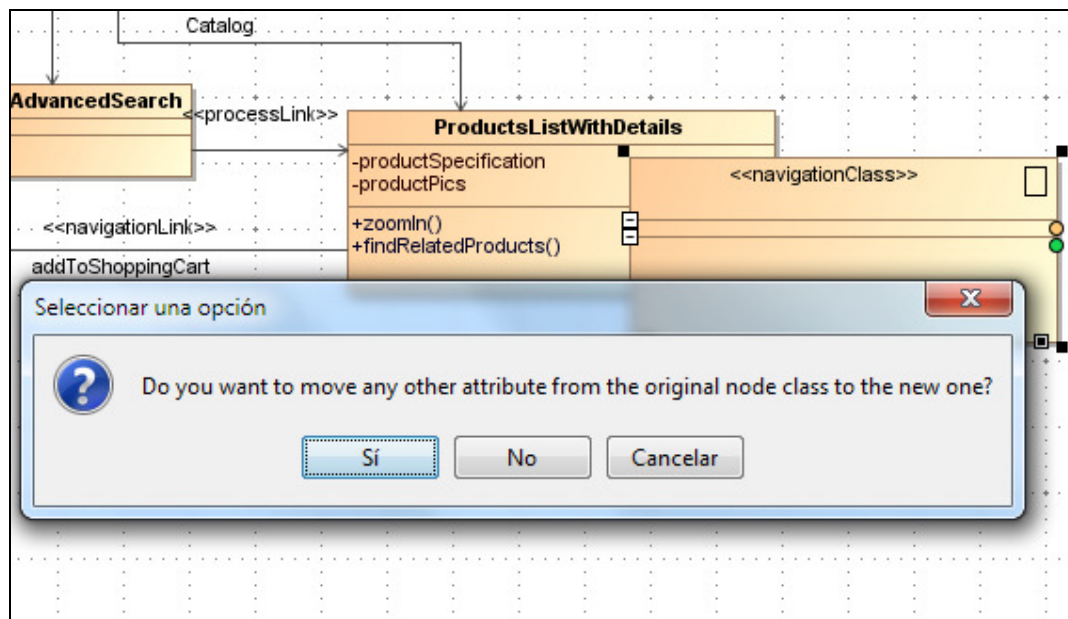 Catalog
AdvancedSearch
<<processLink>>
ProductsListWithDetails
-productSpecification
-productPics
<<navigationClass>>
+zoomIn()
+findRelatedProducts()
<<navigationLink>>
addToShoppingCart
Seleccionar una opción
Do you want to move any other attribute from the original node class to the new one?
Sí
No
Cancelar